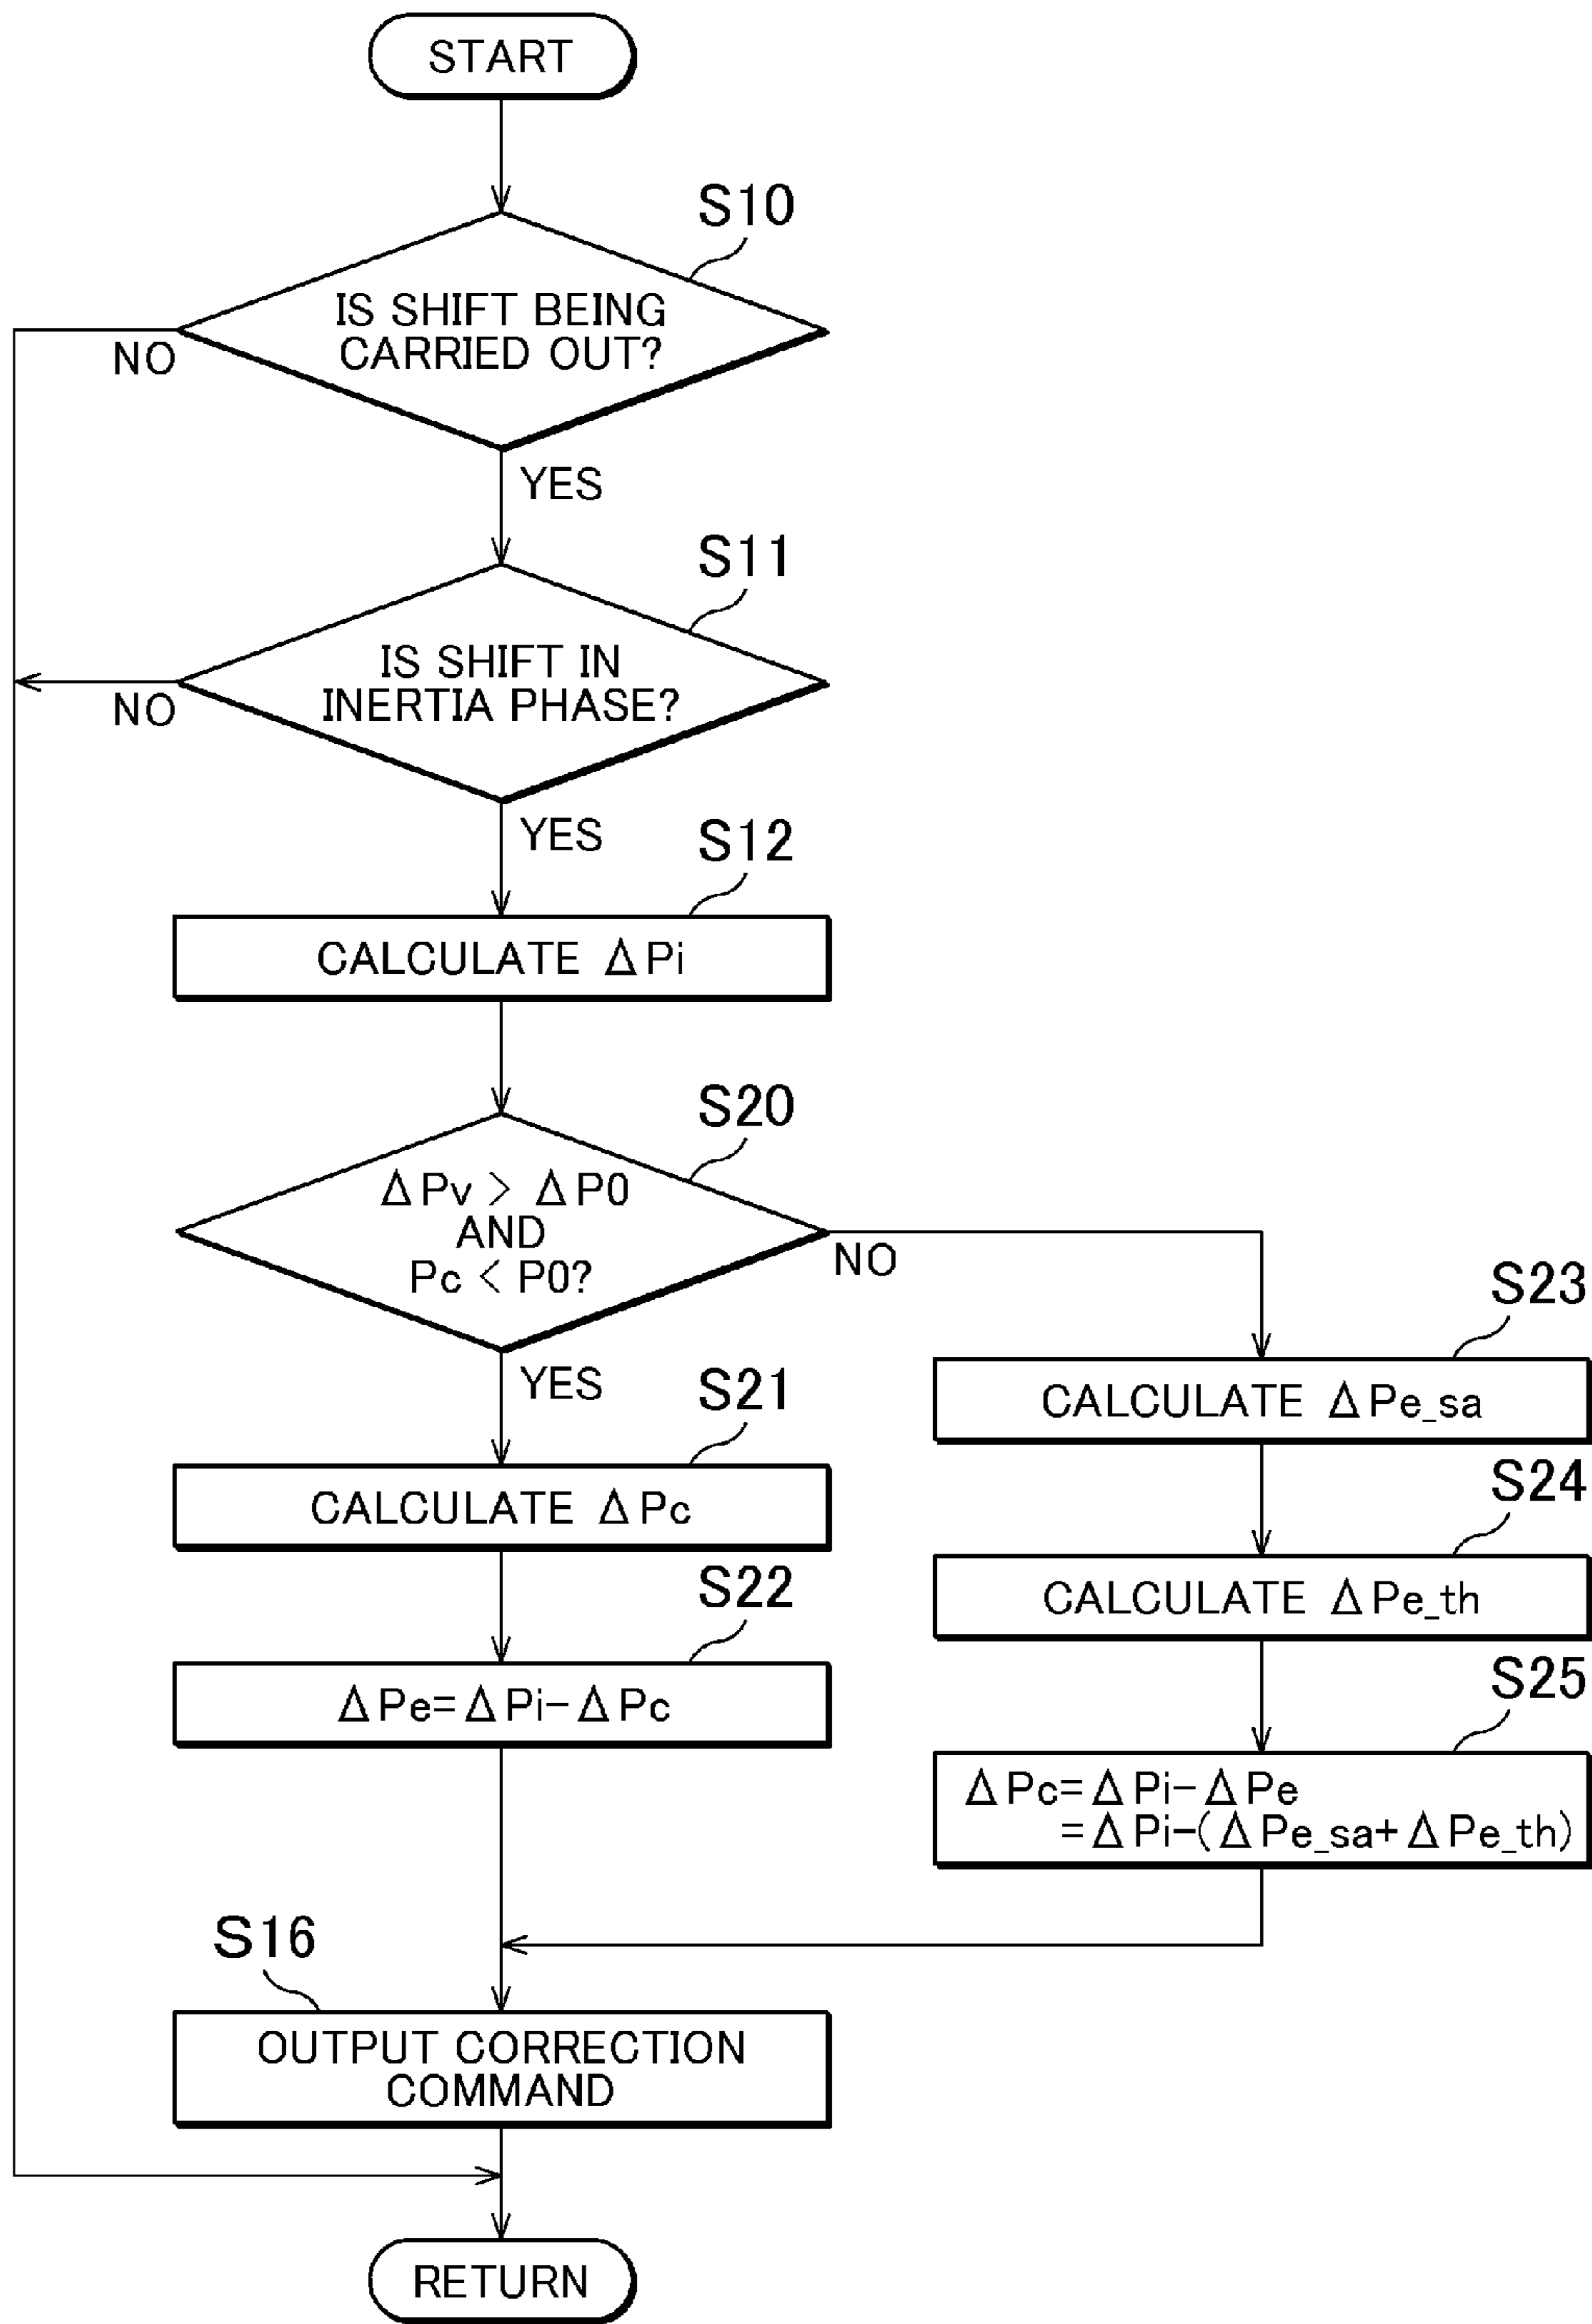 START
S10
IS SHIFT BEING
CARRIED OUT?
NO
YES
S11
IS SHIFT IN
INERTIA PHASE?
NO
YES
S12
CALCULATE ΔPi
S20
ΔPv > ΔP0
AND
Pc < P0?
NO
YES
S21
CALCULATE ΔPc
S22
ΔPe=ΔPi-ΔPc
S23
CALCULATE ΔPe_sa
S24
CALCULATE ΔPe_th
S25
ΔPc=ΔPi-ΔPe
=ΔPi-(ΔPe_sa+ΔPe_th)
S16
OUTPUT CORRECTION
COMMAND
RETURN